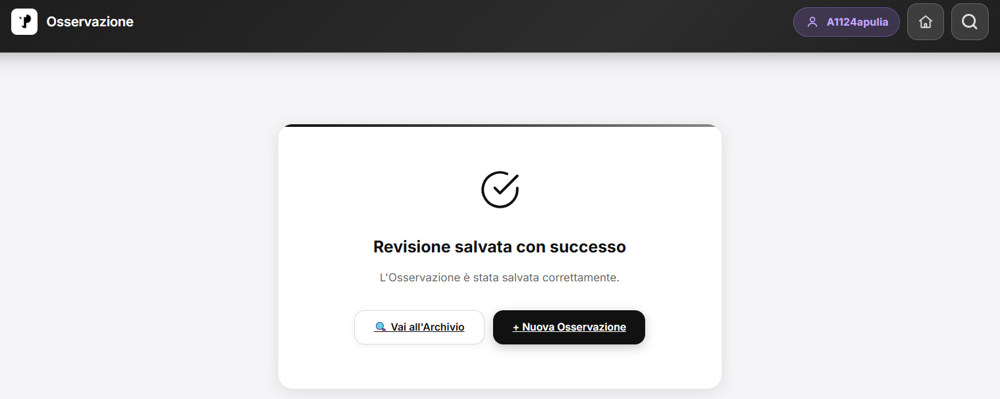 Osservazione
A1124apulia
Revisione salvata con successo
L'Osservazione è stata salvata correttamente.
Vai all'Archivio
+ Nuova Osservazione